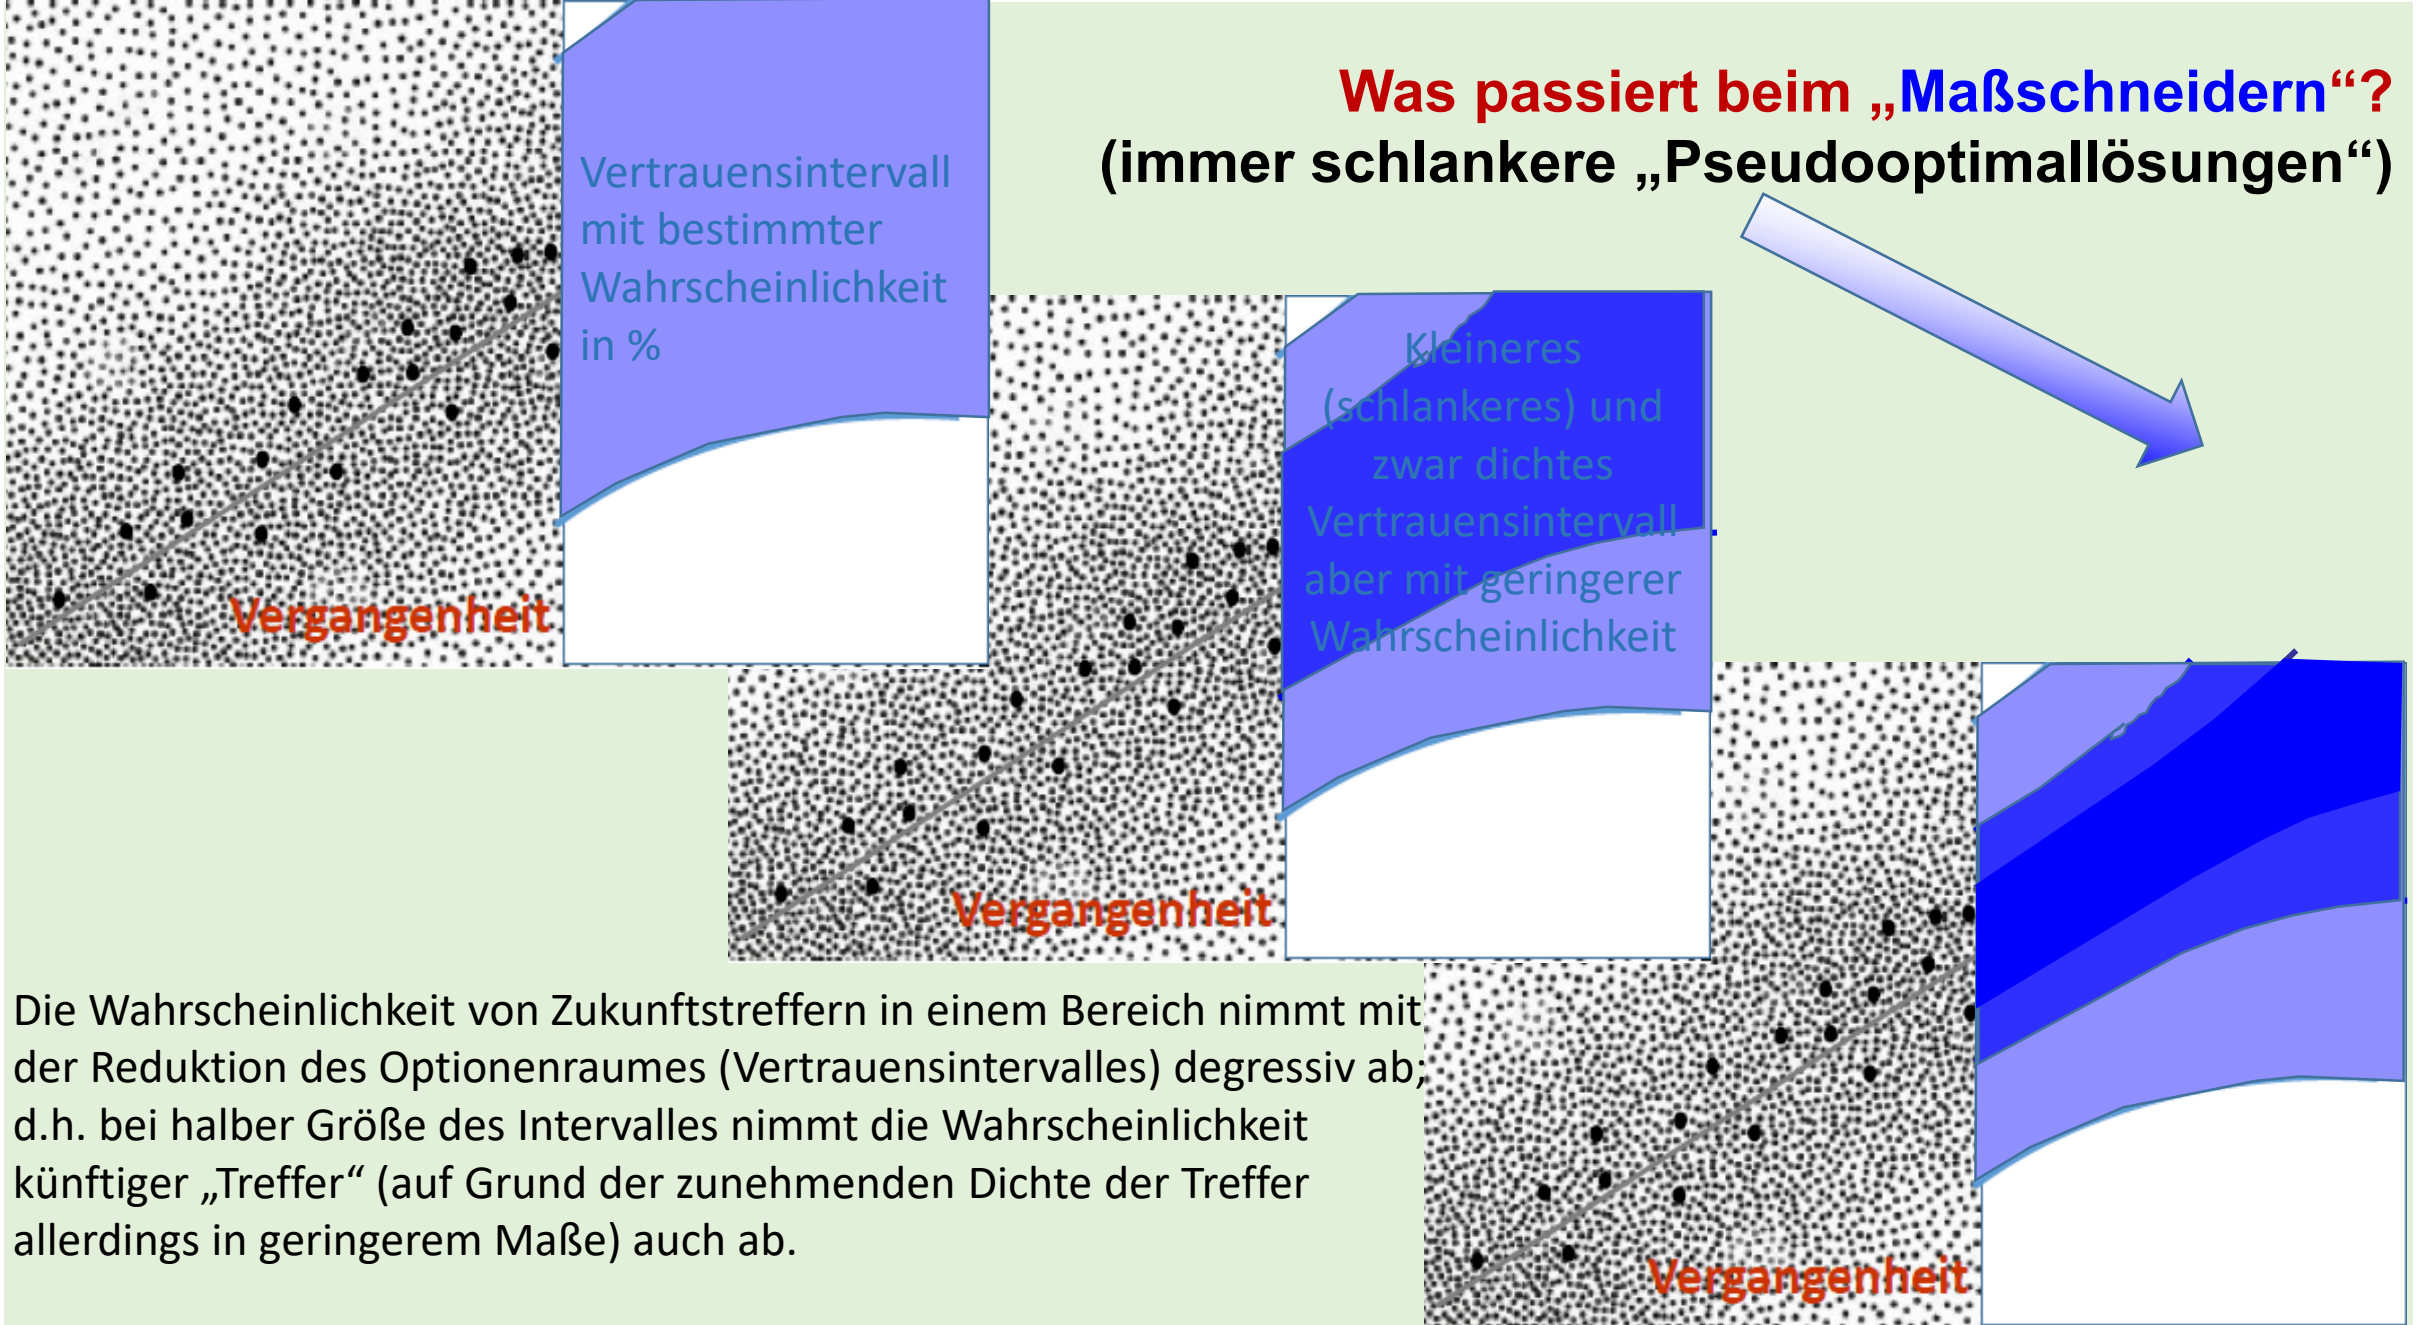 Was passiert beim „Maßschneidern“?
(immer schlankere „Pseudooptimallösungen“)
Vertrauensintervall
mit bestimmter
Wahrscheinlichkeit
in %
Vergangenheit
Kleineres
(schlankeres) und
zwar dichtes
Vertrauensintervall
aber mit geringerer
Wahrscheinlichkeit
Vergangenheit
Die Wahrscheinlichkeit von Zukunftstreffern in einem Bereich nimmt mit
der Reduktion des Optionenraumes (Vertrauensintervalles) degressiv ab;
d.h. bei halber Größe des Intervalles nimmt die Wahrscheinlichkeit
künftiger „Treffer“ (auf Grund der zunehmenden Dichte der Treffer
allerdings in geringerem Maße) auch ab.
Vergangenheit